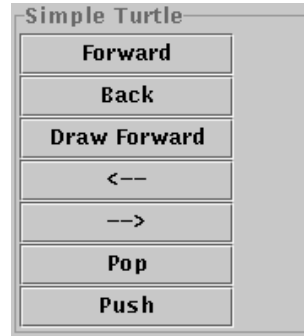 Simple Turtle
Forward
Back
Draw Forward
<--
-->
Pop
Push